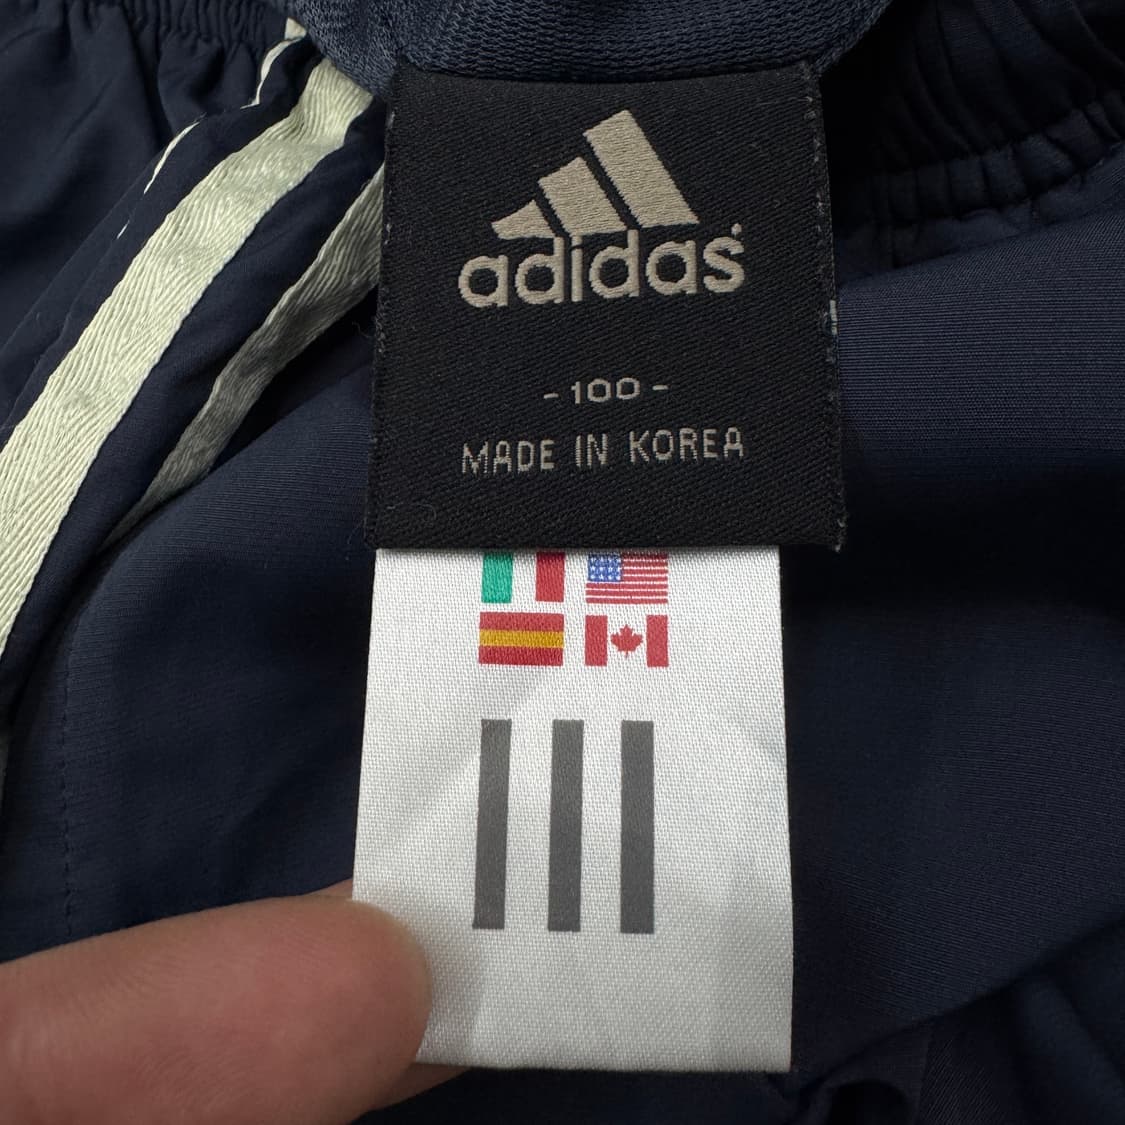 adidas
- 100 -
MADE IN KOREA